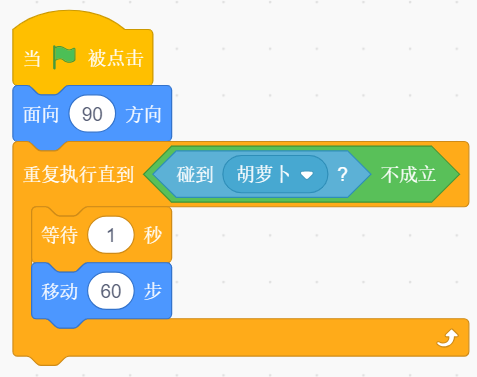 当 被点击
面向 90 方向
重复执行直到 碰到 胡萝卜 ? 不成立
等待 1 秒
移动 60 步